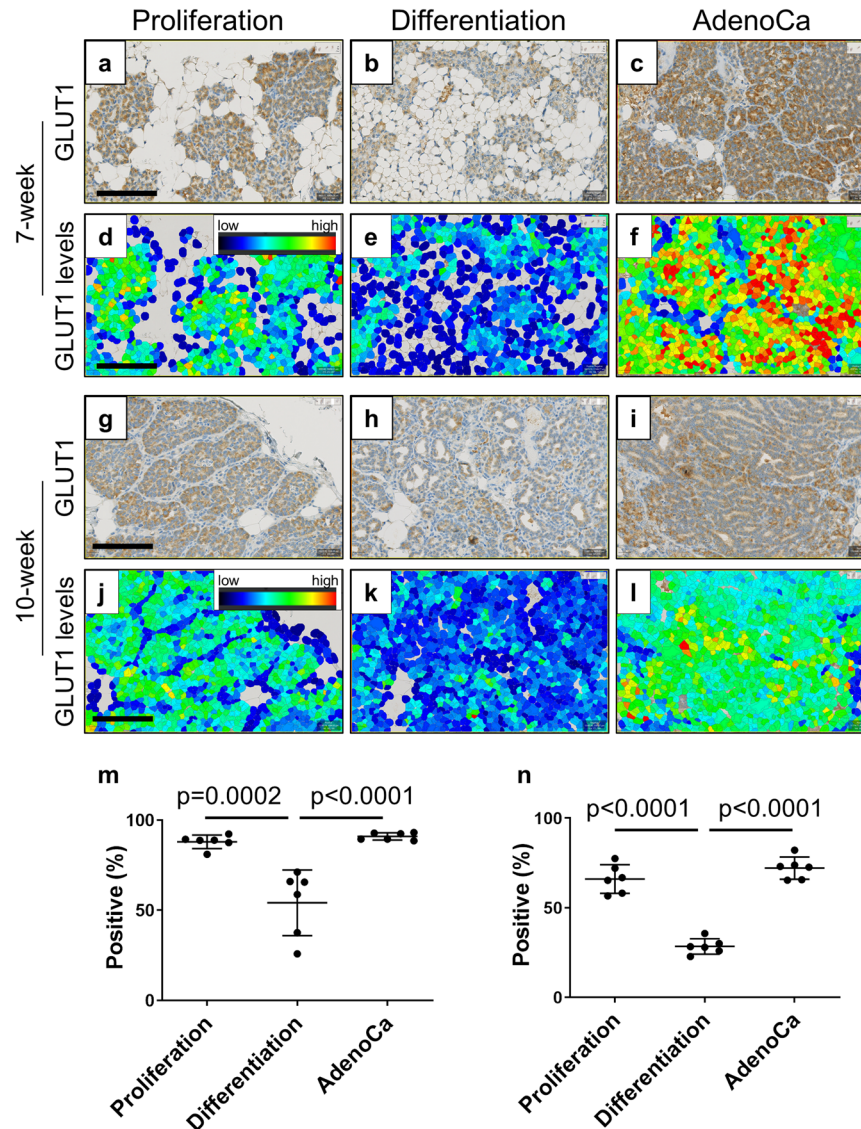 Proliferation Differentiation AdenoCa
7-week
GLUT1
a b c
GLUT1 levels
d low high e f
10-week
GLUT1
g h i
GLUT1 levels
j low high k l
m
p=0.0002 p<0.0001
Positive (%)
100
50
0
Proliferation
Differentiation
AdenoCa
n
p<0.0001 p<0.0001
Positive (%)
100
50
0
Proliferation
Differentiation
AdenoCa